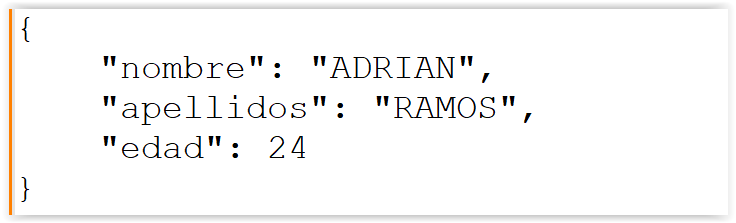 {
"nombre": "ADRIAN",
"apellidos": "RAMOS",
"edad": 24
}